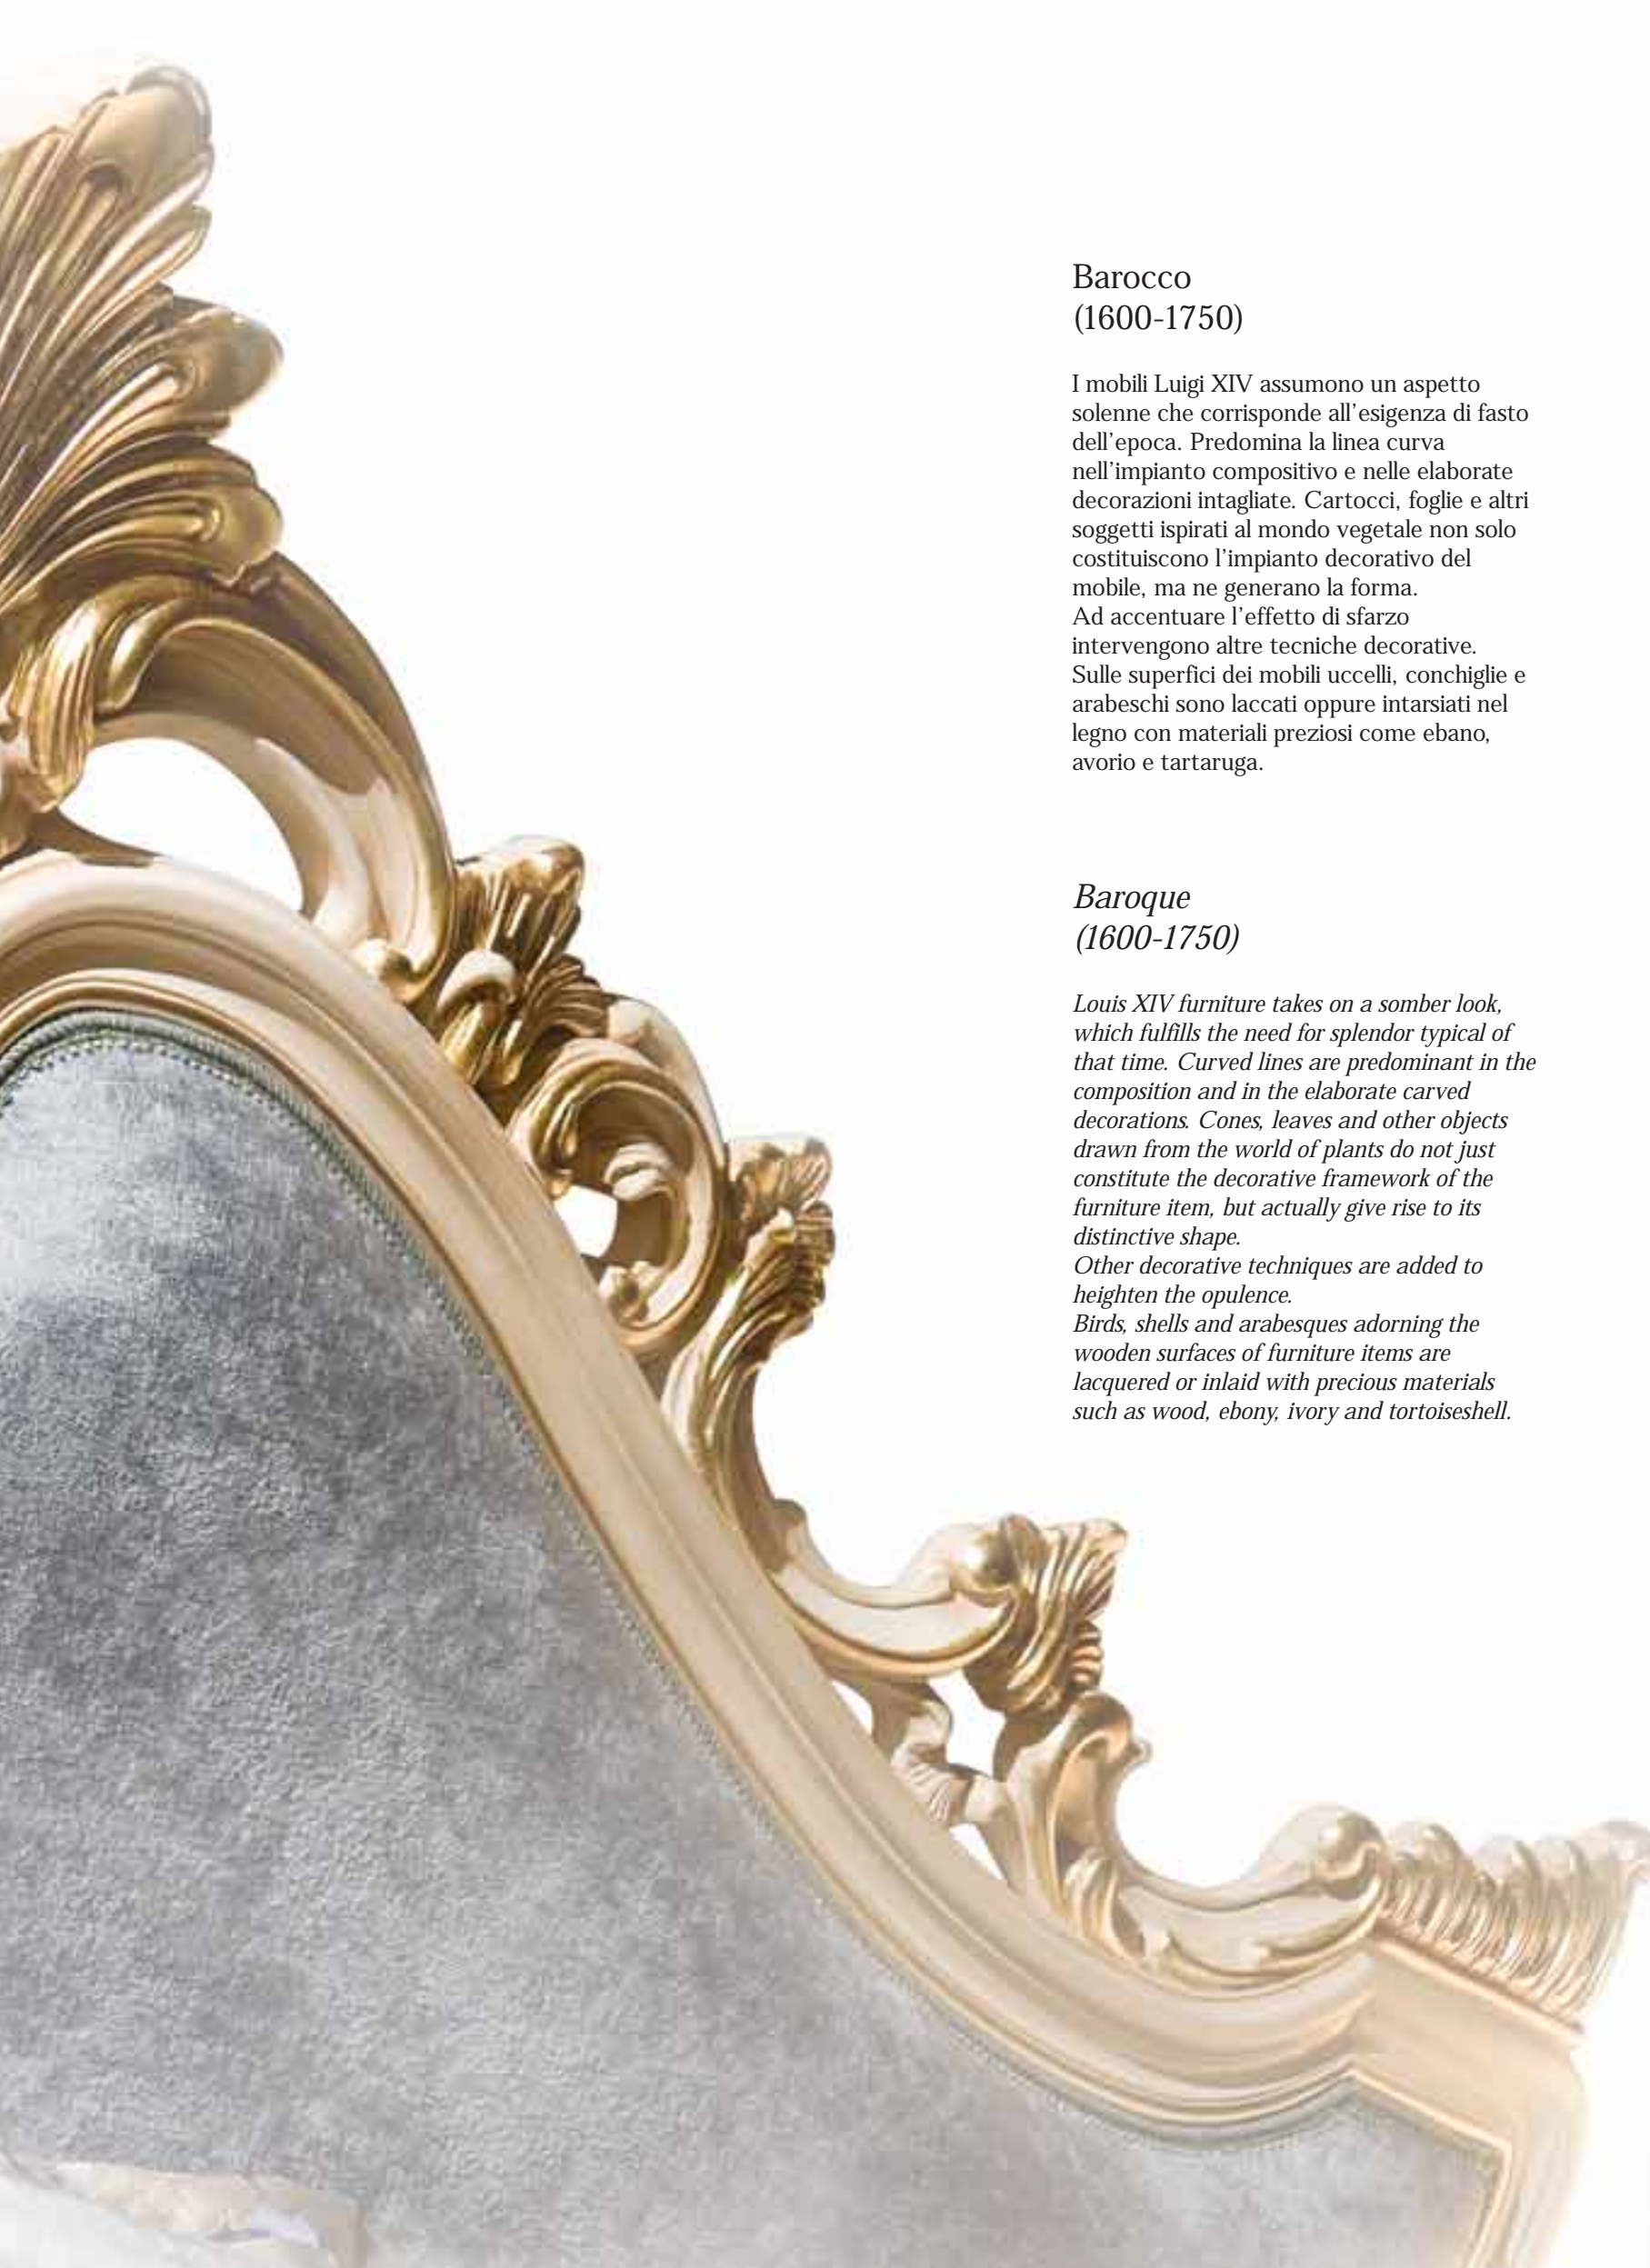 Barocco
(1600-1750)
I mobili Luigi XIV assumono un aspetto
solenne che corrisponde all'esigenza di fasto
dell'epoca. Predomina la linea curva
nell'impianto compositivo e nelle elaborate
decorazioni intagliate. Cartocci, foglie e altri
soggetti ispirati al mondo vegetale non solo
costituiscono l'impianto decorativo del
mobile, ma ne generano la forma.
Ad accentuare l'effetto di sfarzo
intervengono altre tecniche decorative.
Sulle superfici dei mobili uccelli, conchiglie e
arabeschi sono laccati oppure intarsiati nel
legno con materiali preziosi come ebano,
avorio e tartaruga.
Baroque
(1600-1750)
Louis XIV furniture takes on a somber look,
which fulfills the need for splendor typical of
that time. Curved lines are predominant in the
composition and in the elaborate carved
decorations. Cones, leaves and other objects
drawn from the world of plants do not just
constitute the decorative framework of the
furniture item, but actually give rise to its
distinctive shape.
Other decorative techniques are added to
heighten the opulence.
Birds, shells and arabesques adorning the
wooden surfaces of furniture items are
lacquered or inlaid with precious materials
such as wood, ebony, ivory and tortoiseshell.